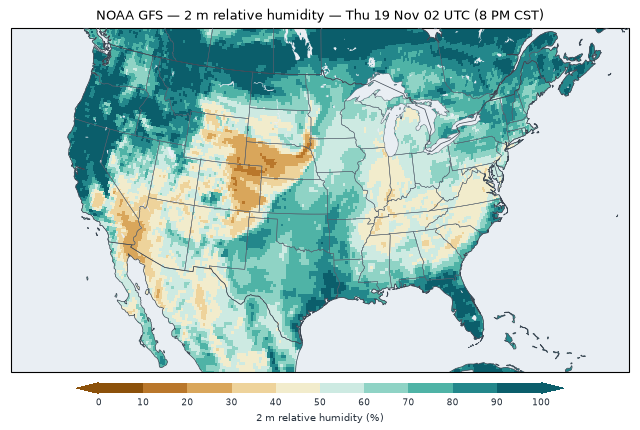 NOAA GFS — 2 m relative humidity — Thu 19 Nov 02 UTC (8 PM CST)
0 10 20 30 40 50 60 70 80 90 100
2 m relative humidity (%)